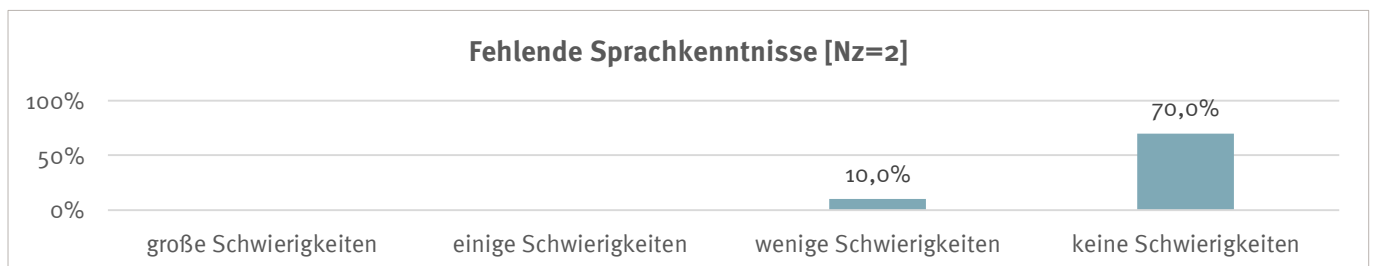 Fehlende Sprachkenntnisse [Nz=2]
100%
70,0%
50%
10,0%
0%
große Schwierigkeiten einige Schwierigkeiten wenige Schwierigkeiten keine Schwierigkeiten